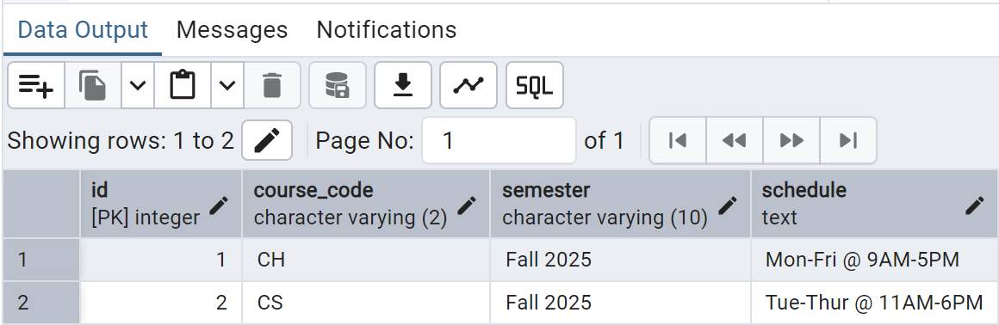 Data Output Messages Notifications
SQL
Showing rows: 1 to 2 Page No: 1 of 1
id course_code semester schedule
[PK] integer character varying (2) character varying (10) text
1 1 CH Fall 2025 Mon-Fri @ 9AM-5PM
2 2 CS Fall 2025 Tue-Thur @ 11AM-6PM